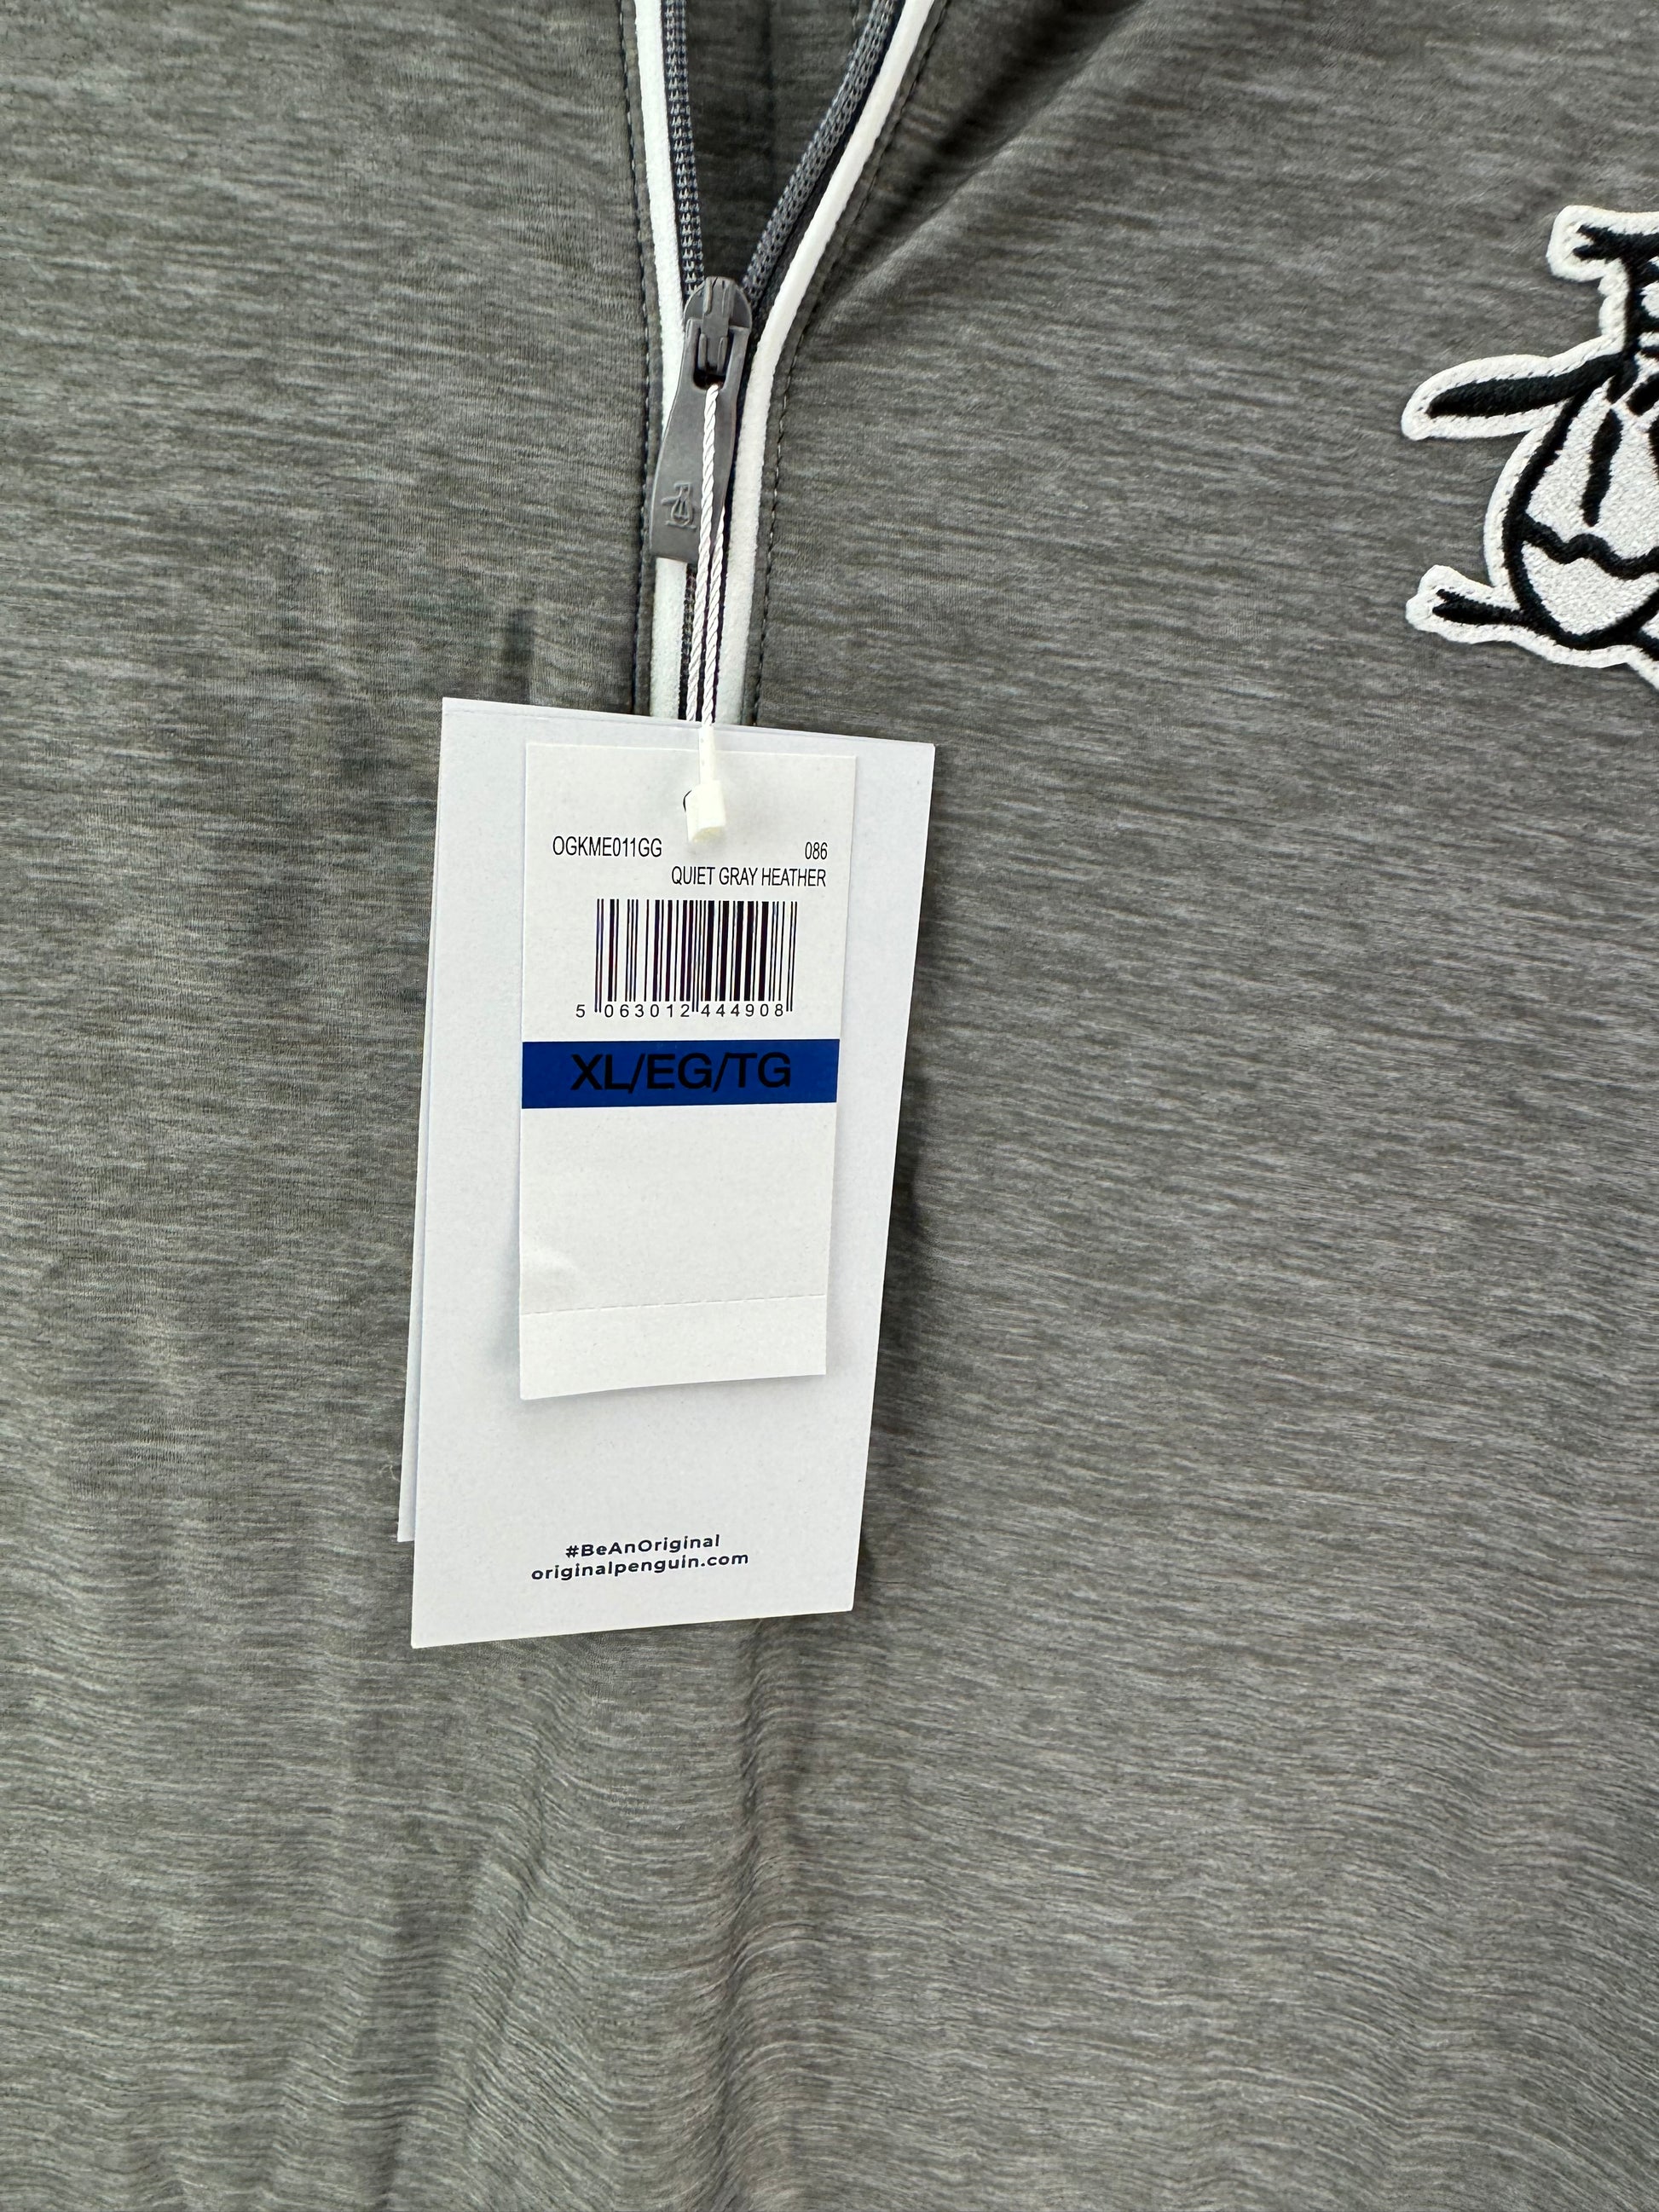 OGKME011GG 086
QUIET GRAY HEATHER
5 063012 444908
XL/EG/TG
#BeAnOriginal
originalpenguin.com